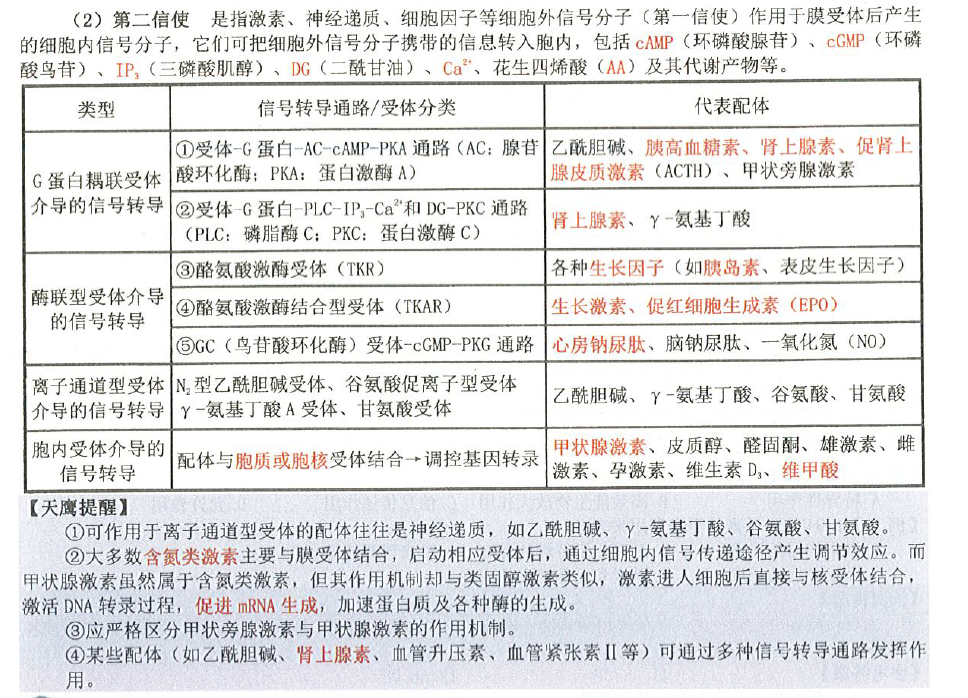 （2）第二信使　是指激素、神经递质、细胞因子等细胞外信号分子（第一信使）作用于膜受体后产生
的细胞内信号分子，它们可把细胞外信号分子携带的信息转入胞内，包括 cAMP（环磷酸腺苷）、cGMP（环磷
酸鸟苷）、IP₃（三磷酸肌醇）、DG（二酰甘油）、Ca²⁺、花生四烯酸（AA）及其代谢产物等。
类型
信号转导通路/受体分类
代表配体
G 蛋白耦联受体
介导的信号转导
①受体-G 蛋白-AC-cAMP-PKA 通路（AC：腺苷
酸环化酶；PKA：蛋白激酶 A）
乙酰胆碱、胰高血糖素、肾上腺素、促肾上
腺皮质激素（ACTH）、甲状旁腺激素
②受体-G 蛋白-PLC-IP₃-Ca²⁺和 DG-PKC 通路
（PLC：磷脂酶 C；PKC：蛋白激酶 C）
肾上腺素、γ-氨基丁酸
酶联型受体介导
的信号转导
③酪氨酸激酶受体（TKR）
各种生长因子（如胰岛素、表皮生长因子）
④酪氨酸激酶结合型受体（TKAR）
生长激素、促红细胞生成素（EPO）
⑤GC（鸟苷酸环化酶）受体-cGMP-PKG 通路
心房钠尿肽、脑钠尿肽、一氧化氮（NO）
离子通道型受体
介导的信号转导
N₂型乙酰胆碱受体、谷氨酸促离子型受体
γ-氨基丁酸 A 受体、甘氨酸受体
乙酰胆碱、γ-氨基丁酸、谷氨酸、甘氨酸
胞内受体介导的
信号转导
配体与胞质或胞核受体结合→调控基因转录
甲状腺激素、皮质醇、醛固酮、雄激素、雌
激素、孕激素、维生素 D₃、维甲酸
【天鹰提醒】
①可作用于离子通道型受体的配体往往是神经递质，如乙酰胆碱、γ-氨基丁酸、谷氨酸、甘氨酸。
②大多数含氮类激素主要与膜受体结合，启动相应受体后，通过细胞内信号传递途径产生调节效应。而
甲状腺激素虽然属于含氮类激素，但其作用机制却与类固醇激素类似，激素进人细胞后直接与核受体结合，
激活 DNA 转录过程，促进 mRNA 生成，加速蛋白质及各种酶的生成。
③应严格区分甲状旁腺激素与甲状腺激素的作用机制。
④某些配体（如乙酰胆碱、肾上腺素、血管升压素、血管紧张素Ⅱ等）可通过多种信号转导通路发挥作
用。